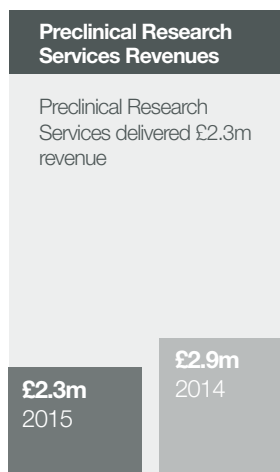 Preclinical Research
Services Revenues
Preclinical Research
Services delivered £2.3m
revenue
£2.3m
2015
£2.9m
2014